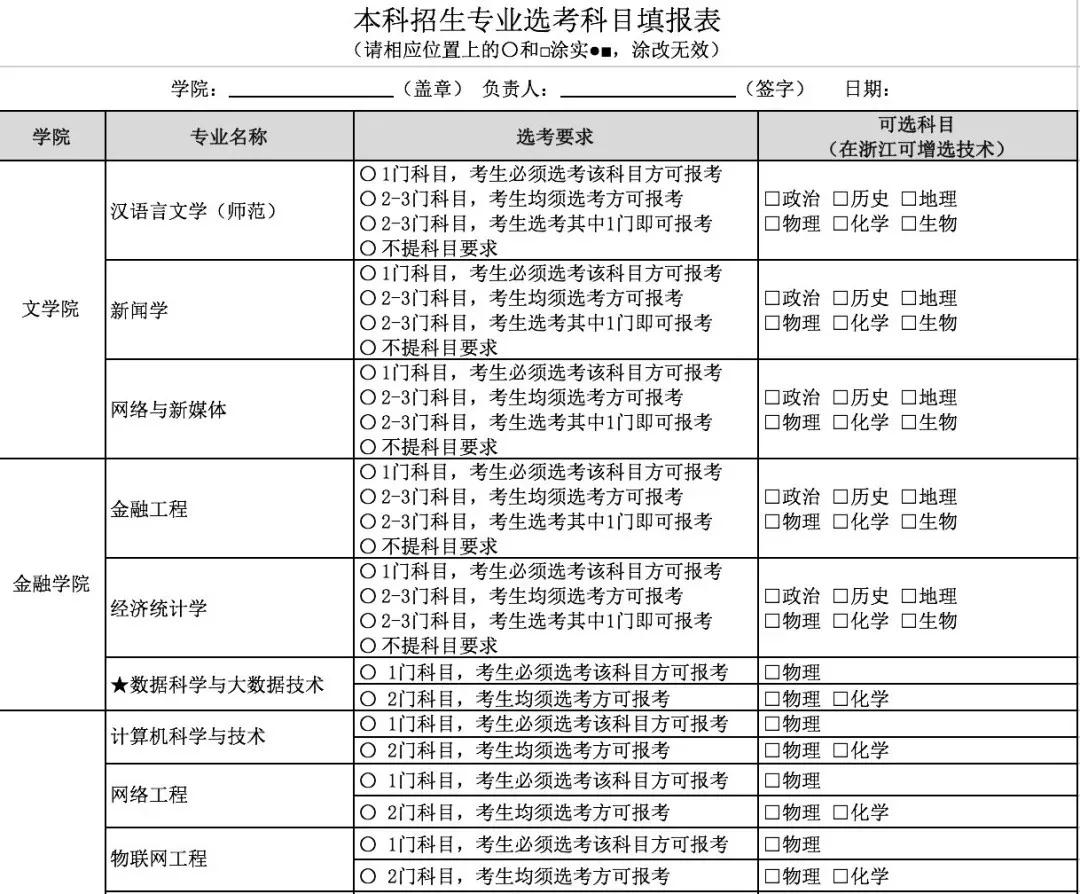 本科招生专业选考科目填报表
（请相应位置上的○和□涂实●■，涂改无效）
学院：（盖章） 负责人：（签字） 日期：
学院 专业名称 选考要求 可选科目
（在浙江可增选技术）
文学院
汉语言文学（师范）
○ 1门科目，考生必须选考该科目方可报考
○ 2-3门科目，考生均须选考方可报考
○ 2-3门科目，考生选考其中1门即可报考
○ 不提科目要求
□政治 □历史 □地理
□物理 □化学 □生物
新闻学
○ 1门科目，考生必须选考该科目方可报考
○ 2-3门科目，考生均须选考方可报考
○ 2-3门科目，考生选考其中1门即可报考
○ 不提科目要求
□政治 □历史 □地理
□物理 □化学 □生物
网络与新媒体
○ 1门科目，考生必须选考该科目方可报考
○ 2-3门科目，考生均须选考方可报考
○ 2-3门科目，考生选考其中1门即可报考
○ 不提科目要求
□政治 □历史 □地理
□物理 □化学 □生物
金融学院
金融工程
○ 1门科目，考生必须选考该科目方可报考
○ 2-3门科目，考生均须选考方可报考
○ 2-3门科目，考生选考其中1门即可报考
○ 不提科目要求
□政治 □历史 □地理
□物理 □化学 □生物
经济统计学
○ 1门科目，考生必须选考该科目方可报考
○ 2-3门科目，考生均须选考方可报考
○ 2-3门科目，考生选考其中1门即可报考
○ 不提科目要求
□政治 □历史 □地理
□物理 □化学 □生物
★数据科学与大数据技术
○ 1门科目，考生必须选考该科目方可报考
□物理
○ 2门科目，考生均须选考方可报考
□物理 □化学
计算机科学与技术
○ 1门科目，考生必须选考该科目方可报考
□物理
○ 2门科目，考生均须选考方可报考
□物理 □化学
网络工程
○ 1门科目，考生必须选考该科目方可报考
□物理
○ 2门科目，考生均须选考方可报考
□物理 □化学
物联网工程
○ 1门科目，考生必须选考该科目方可报考
□物理
○ 2门科目，考生均须选考方可报考
□物理 □化学